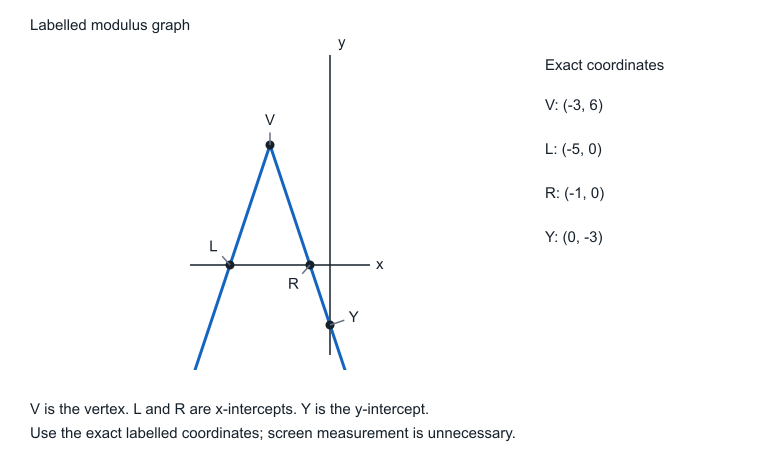 Labelled modulus graph
y
Exact coordinates
V: (-3, 6)
V
L: (-5, 0)
R: (-1, 0)
Y: (0, -3)
L
x
R
Y
V is the vertex. L and R are x-intercepts. Y is the y-intercept.
Use the exact labelled coordinates; screen measurement is unnecessary.